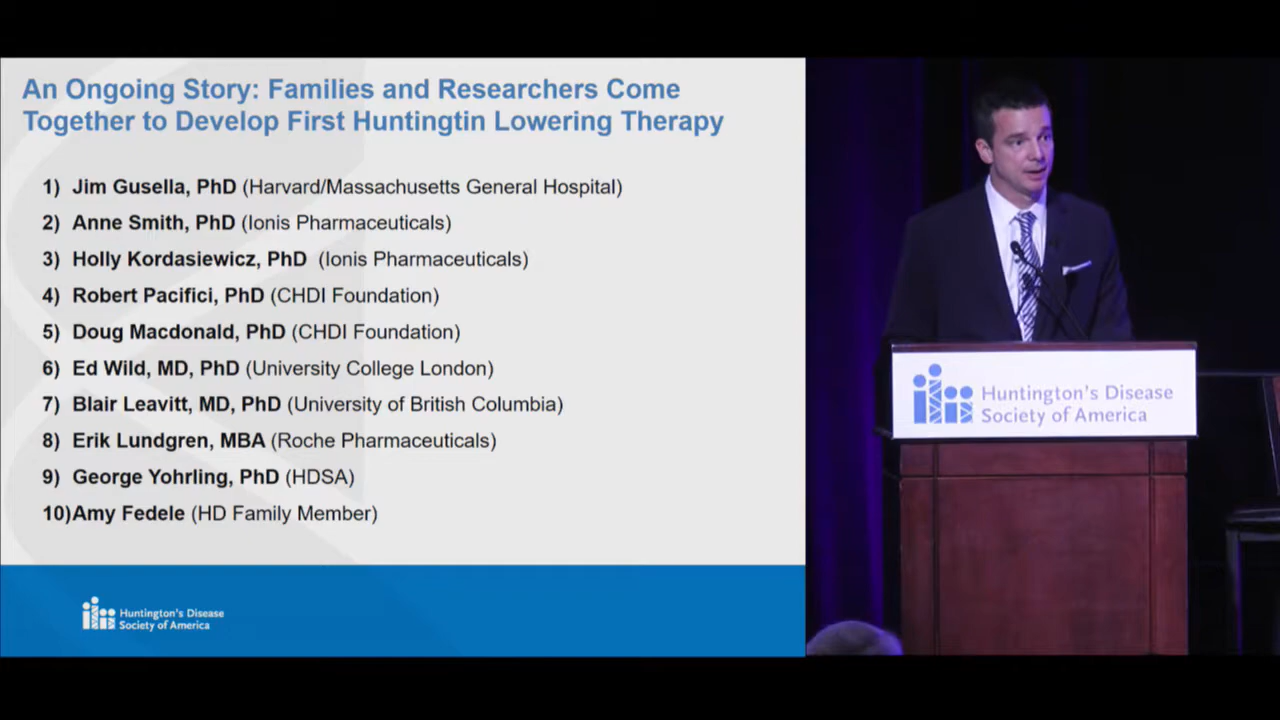 An Ongoing Story: Families and Researchers Come
Together to Develop First Huntingtin Lowering Therapy
1) Jim Gusella, PhD (Harvard/Massachusetts General Hospital)
2) Anne Smith, PhD (Ionis Pharmaceuticals)
3) Holly Kordasiewicz, PhD (Ionis Pharmaceuticals)
4) Robert Pacifici, PhD (CHDI Foundation)
5) Doug Macdonald, PhD (CHDI Foundation)
6) Ed Wild, MD, PhD (University College London)
7) Blair Leavitt, MD, PhD (University of British Columbia)
8) Erik Lundgren, MBA (Roche Pharmaceuticals)
9) George Yohrling, PhD (HDSA)
10)Amy Fedele (HD Family Member)
Huntington's Disease
Society of America
Huntington's Disease
Society of America